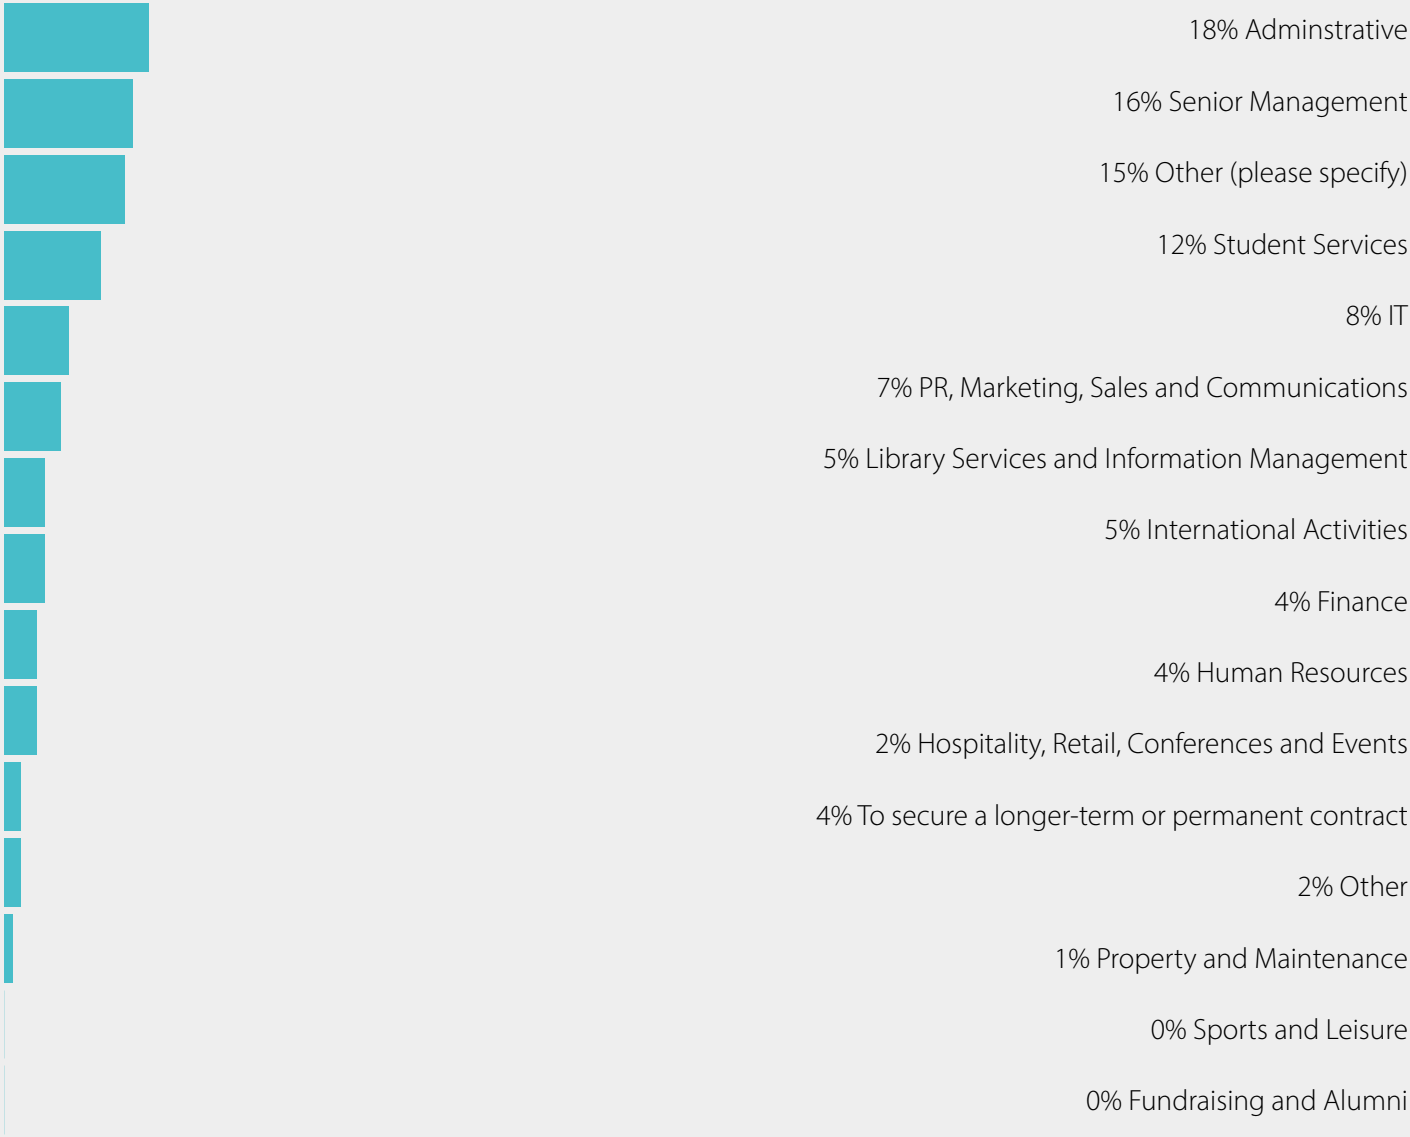 18% Adminstrative
16% Senior Management
15% Other (please specify)
12% Student Services
8% IT
7% PR, Marketing, Sales and Communications
5% Library Services and Information Management
5% International Activities
4% Finance
4% Human Resources
2% Hospitality, Retail, Conferences and Events
4% To secure a longer-term or permanent contract
2% Other
1% Property and Maintenance
0% Sports and Leisure
0% Fundraising and Alumni